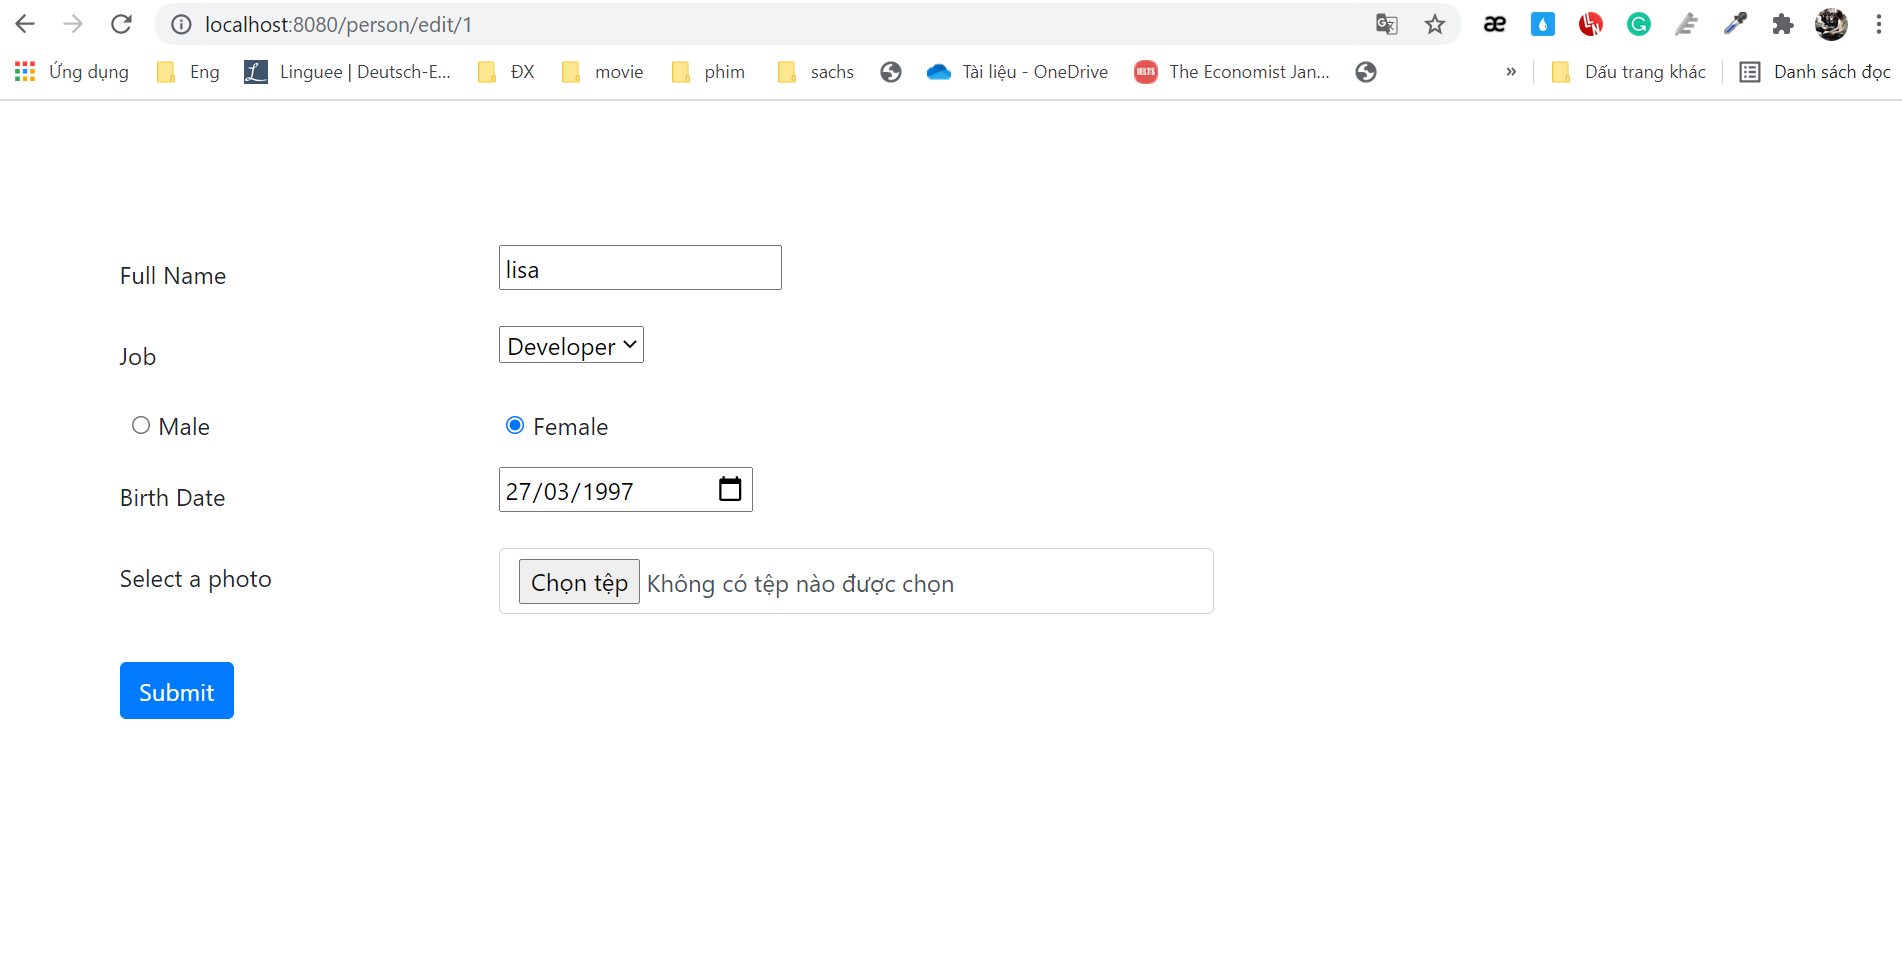 localhost:8080/person/edit/1
Ứng dụng Eng Linguee | Deutsch-E... ĐX movie phim sachs Tài liệu - OneDrive IELTS The Economist Jan... » Dấu trang khác Danh sách đọc
Full Name lisa
Job Developer
Male Female
Birth Date 27/03/1997
Select a photo Chọn tệp Không có tệp nào được chọn
Submit